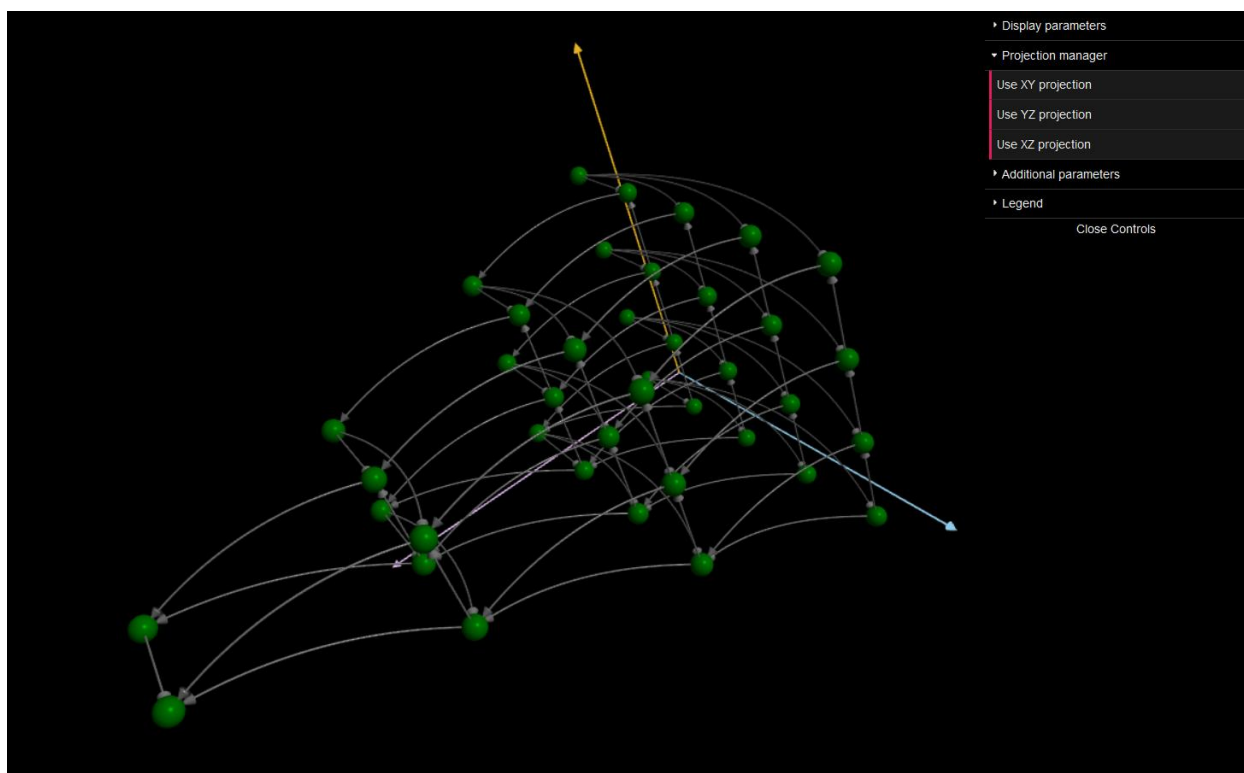 Display parameters
Projection manager
Use XY projection
Use YZ projection
Use XZ projection
Additional parameters
Legend
Close Controls